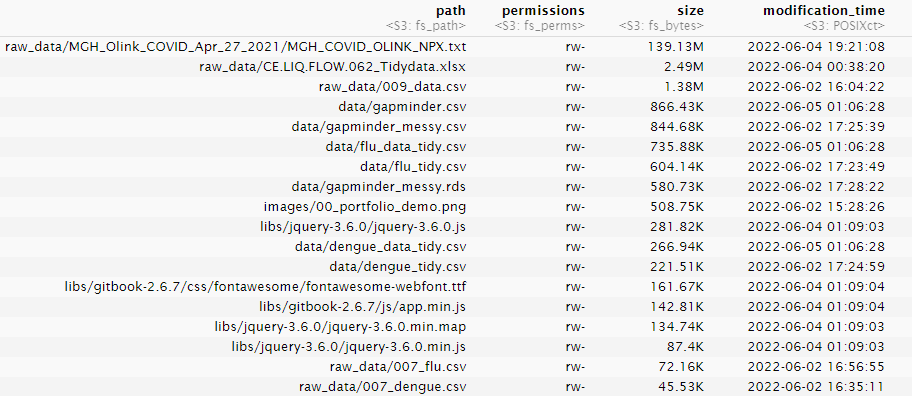 path permissions size modification_time
<S3: fs_path> <S3: fs_perms> <S3: fs_bytes> <S3: POSIXct>
raw_data/MGH_Olink_COVID_Apr_27_2021/MGH_COVID_OLINK_NPX.txt rw- 139.13M 2022-06-04 19:21:08
raw_data/CE.LIQ.FLOW.062_Tidydata.xlsx rw- 2.49M 2022-06-04 00:38:20
raw_data/009_data.csv rw- 1.38M 2022-06-02 16:04:22
data/gapminder.csv rw- 866.43K 2022-06-05 01:06:28
data/gapminder_messy.csv rw- 844.68K 2022-06-02 17:25:39
data/flu_data_tidy.csv rw- 735.88K 2022-06-05 01:06:28
data/flu_tidy.csv rw- 604.14K 2022-06-02 17:23:49
data/gapminder_messy.rds rw- 580.73K 2022-06-02 17:28:22
images/00_portfolio_demo.png rw- 508.75K 2022-06-02 15:28:26
libs/jquery-3.6.0/jquery-3.6.0.js rw- 281.82K 2022-06-04 01:09:03
data/dengue_data_tidy.csv rw- 266.94K 2022-06-05 01:06:28
data/dengue_tidy.csv rw- 221.51K 2022-06-02 17:24:59
libs/gitbook-2.6.7/css/fontawesome/fontawesome-webfont.ttf rw- 161.67K 2022-06-04 01:09:04
libs/gitbook-2.6.7/js/app.min.js rw- 142.81K 2022-06-04 01:09:04
libs/jquery-3.6.0/jquery-3.6.0.min.map rw- 134.74K 2022-06-04 01:09:03
libs/jquery-3.6.0/jquery-3.6.0.min.js rw- 87.4K 2022-06-04 01:09:03
raw_data/007_flu.csv rw- 72.16K 2022-06-02 16:56:55
raw_data/007_dengue.csv rw- 45.53K 2022-06-02 16:35:11